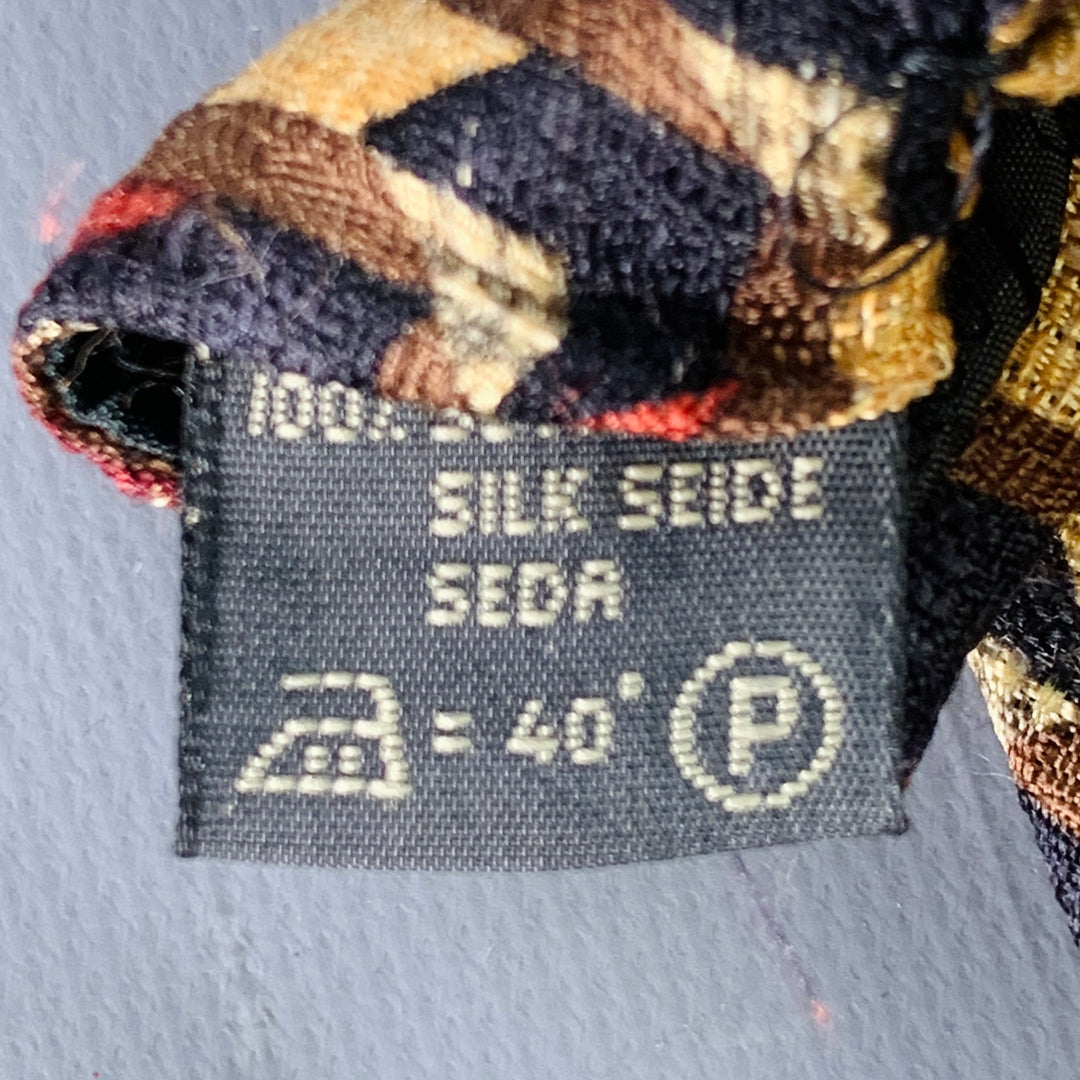 100%
SILK SEIDE
SEDA
= 40°
P